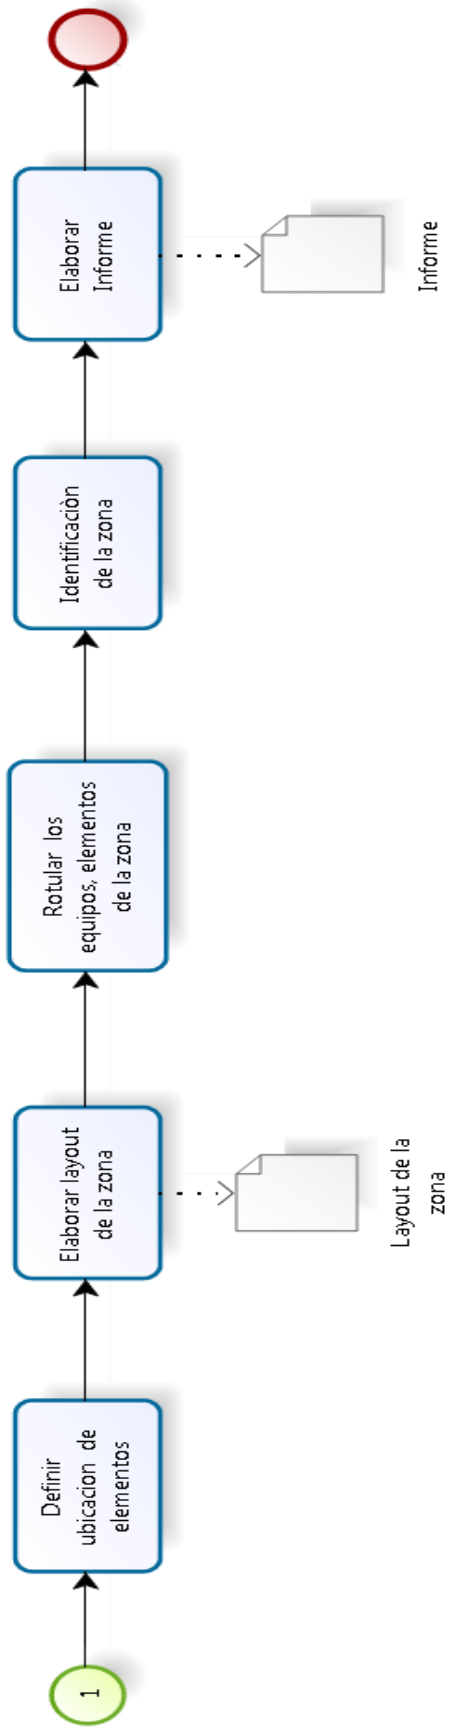 1
Definir
ubicacion de
elementos
Elaborar layout
de la zona
Layout de la
zona
Rotular los
equipos, elementos
de la zona
Identificaciòn
de la zona
Elaborar
Informe
Informe